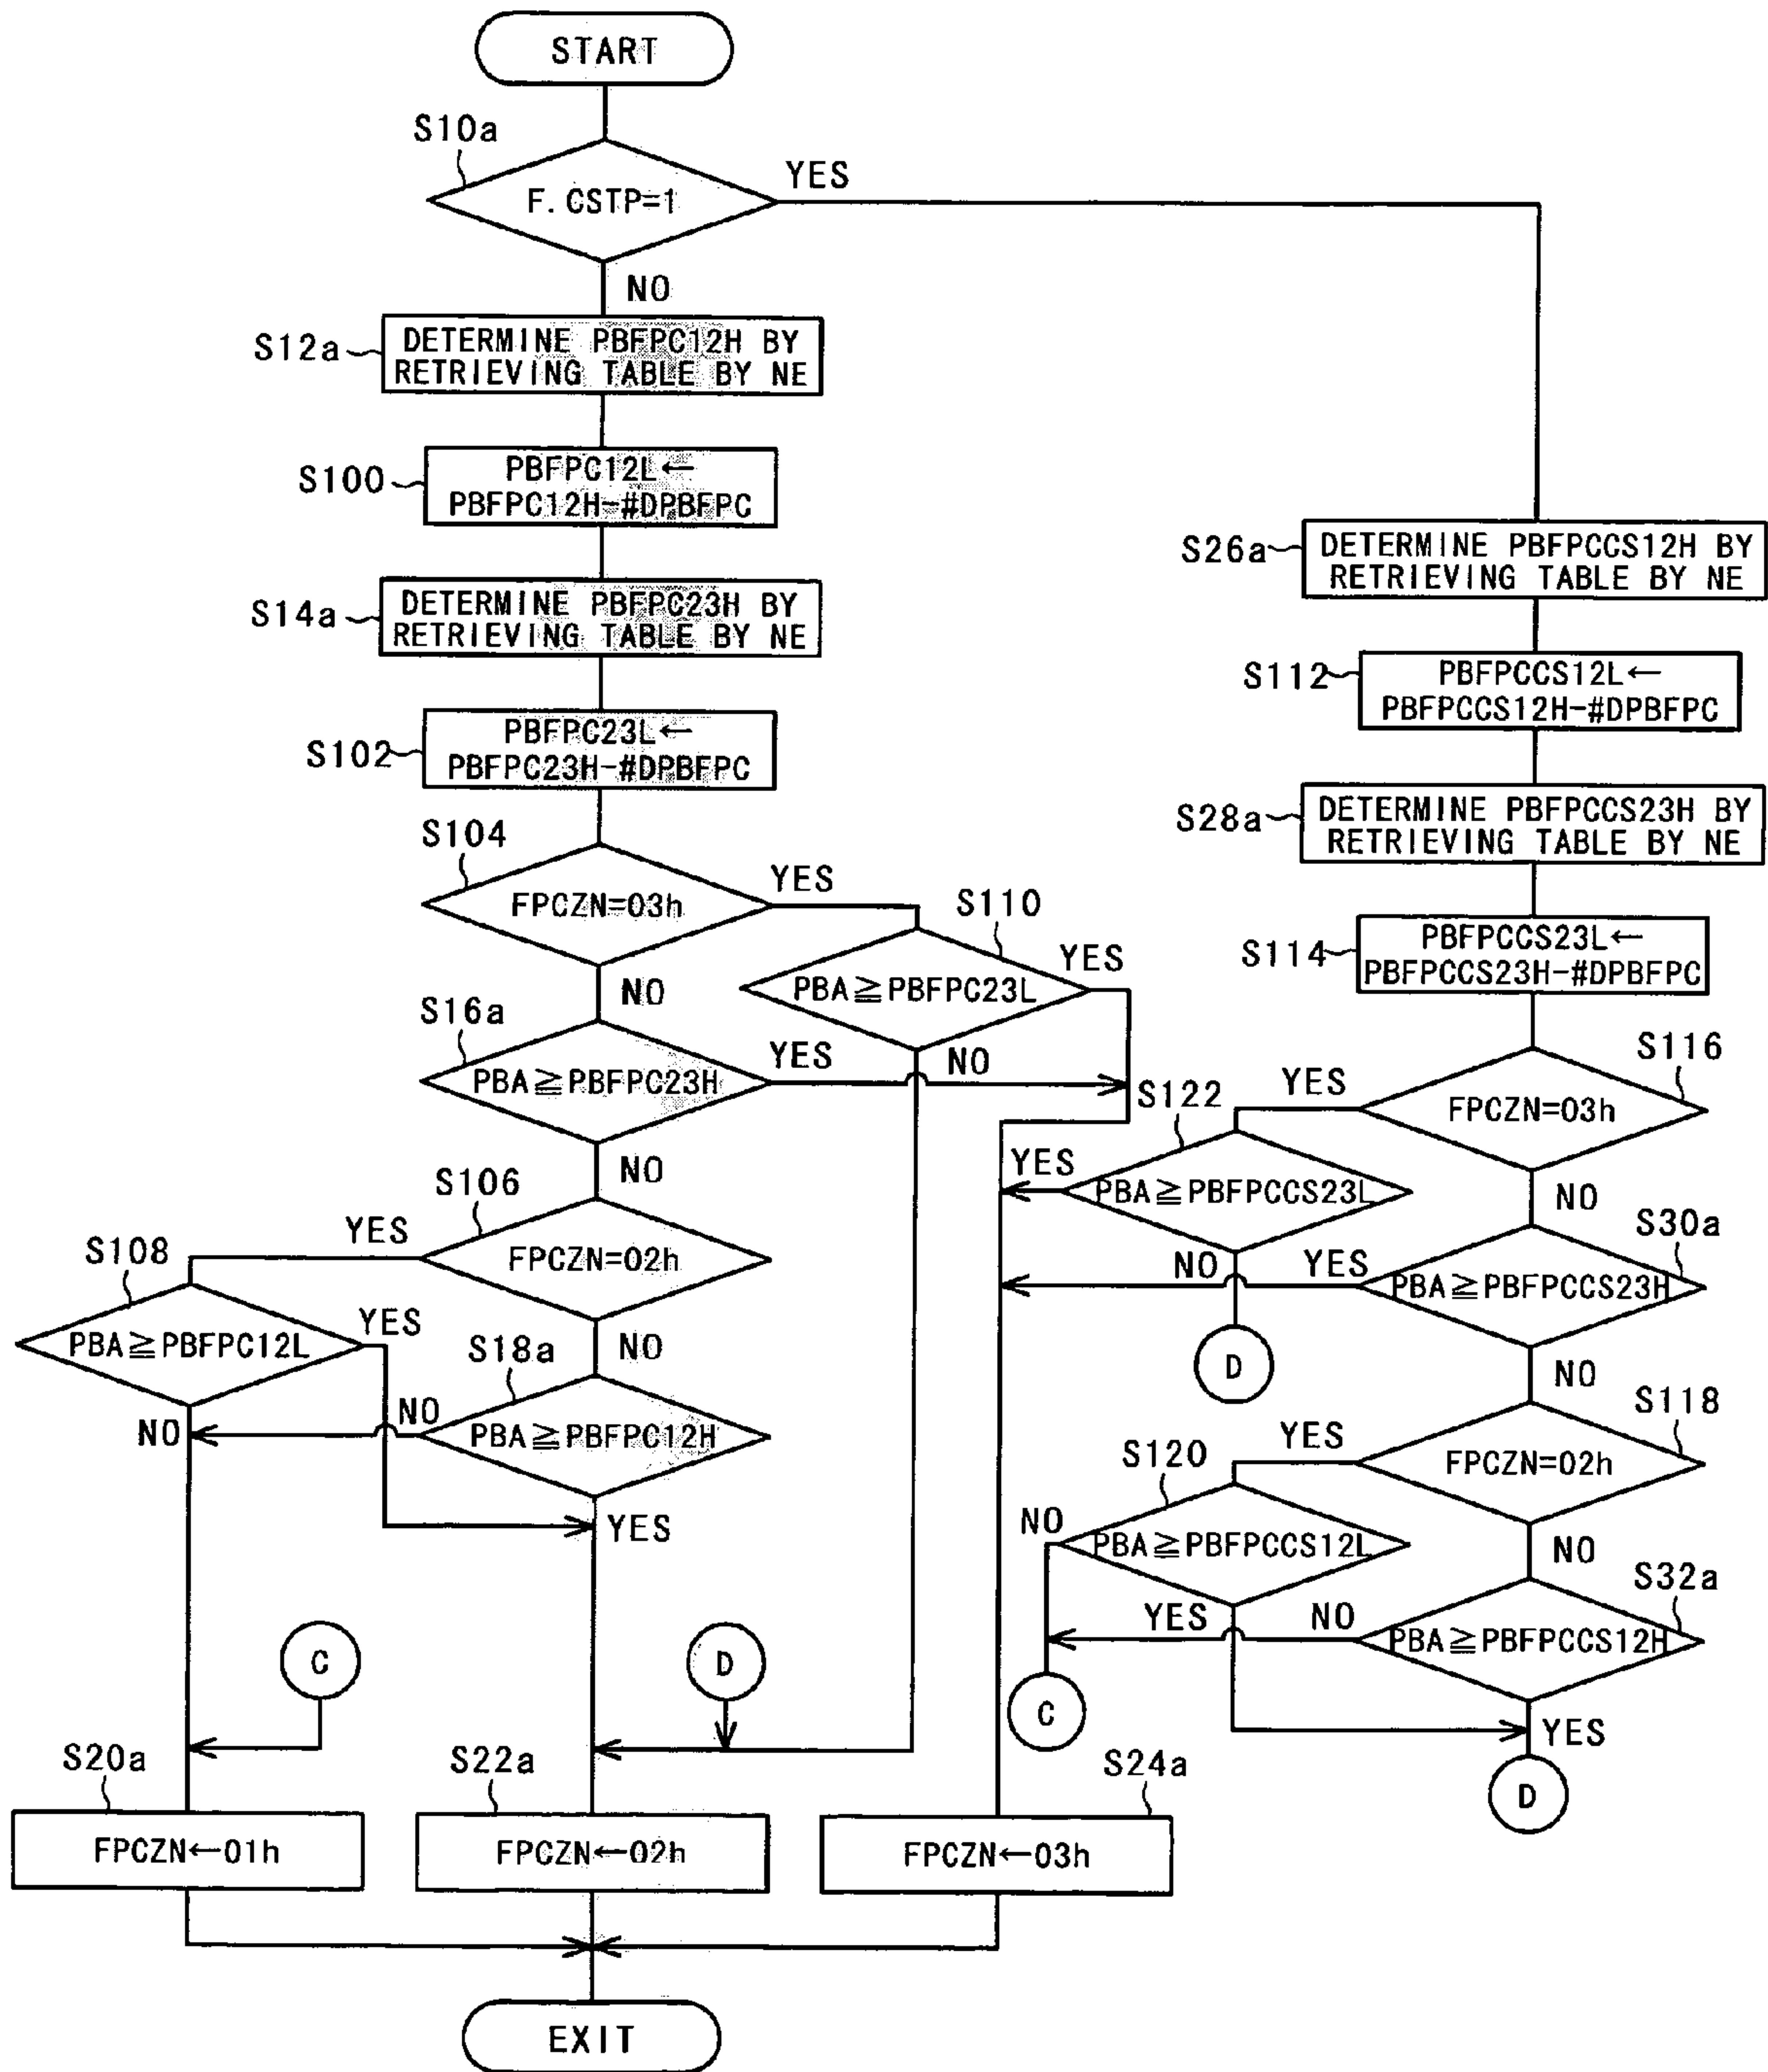 START
S10a
F.CSTP=1
YES
NO
S12a
DETERMINE PBFPC12H BY
RETRIEVING TABLE BY NE
S100
PBFPC12L←
PBFPC12H-#DPBFPC
S14a
DETERMINE PBFPC23H BY
RETRIEVING TABLE BY NE
S102
PBFPC23L←
PBFPC23H-#DPBFPC
S104
FPCZN=03h
YES
NO
S110
PBA≧PBFPC23L
YES
NO
S16a
PBA≧PBFPC23H
YES
NO
S106
FPCZN=02h
YES
NO
S108
PBA≧PBFPC12L
YES
NO
S18a
PBA≧PBFPC12H
NO
YES
C
D
S20a
FPCZN←01h
S22a
FPCZN←02h
S24a
FPCZN←03h
EXIT
S26a
DETERMINE PBFPCCS12H BY
RETRIEVING TABLE BY NE
S112
PBFPCCS12L←
PBFPCCS12H-#DPBFPC
S28a
DETERMINE PBFPCCS23H BY
RETRIEVING TABLE BY NE
S114
PBFPCCS23L←
PBFPCCS23H-#DPBFPC
S116
FPCZN=03h
YES
NO
S122
PBA≧PBFPCCS23L
YES
NO
D
S30a
PBA≧PBFPCCS23H
YES
NO
S118
FPCZN=02h
YES
NO
S120
PBA≧PBFPCCS12L
NO
YES
S32a
PBA≧PBFPCCS12H
NO
YES
C
D